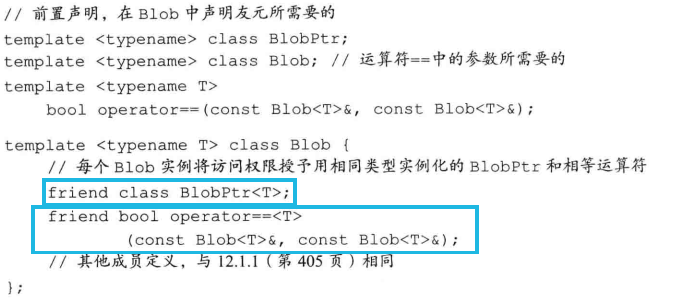 // 前置声明，在 Blob 中声明友元所需要的
template <typename> class BlobPtr;
template <typename> class Blob; // 运算符==中的参数所需要的
template <typename T>
bool operator==(const Blob<T>&, const Blob<T>&);
template <typename T> class Blob {
// 每个 Blob 实例将访问权限授予用相同类型实例化的 BlobPtr 和相等运算符
friend class BlobPtr<T>;
friend bool operator==<T>
(const Blob<T>&, const Blob<T>&);
// 其他成员定义，与 12.1.1（第 405 页）相同
};